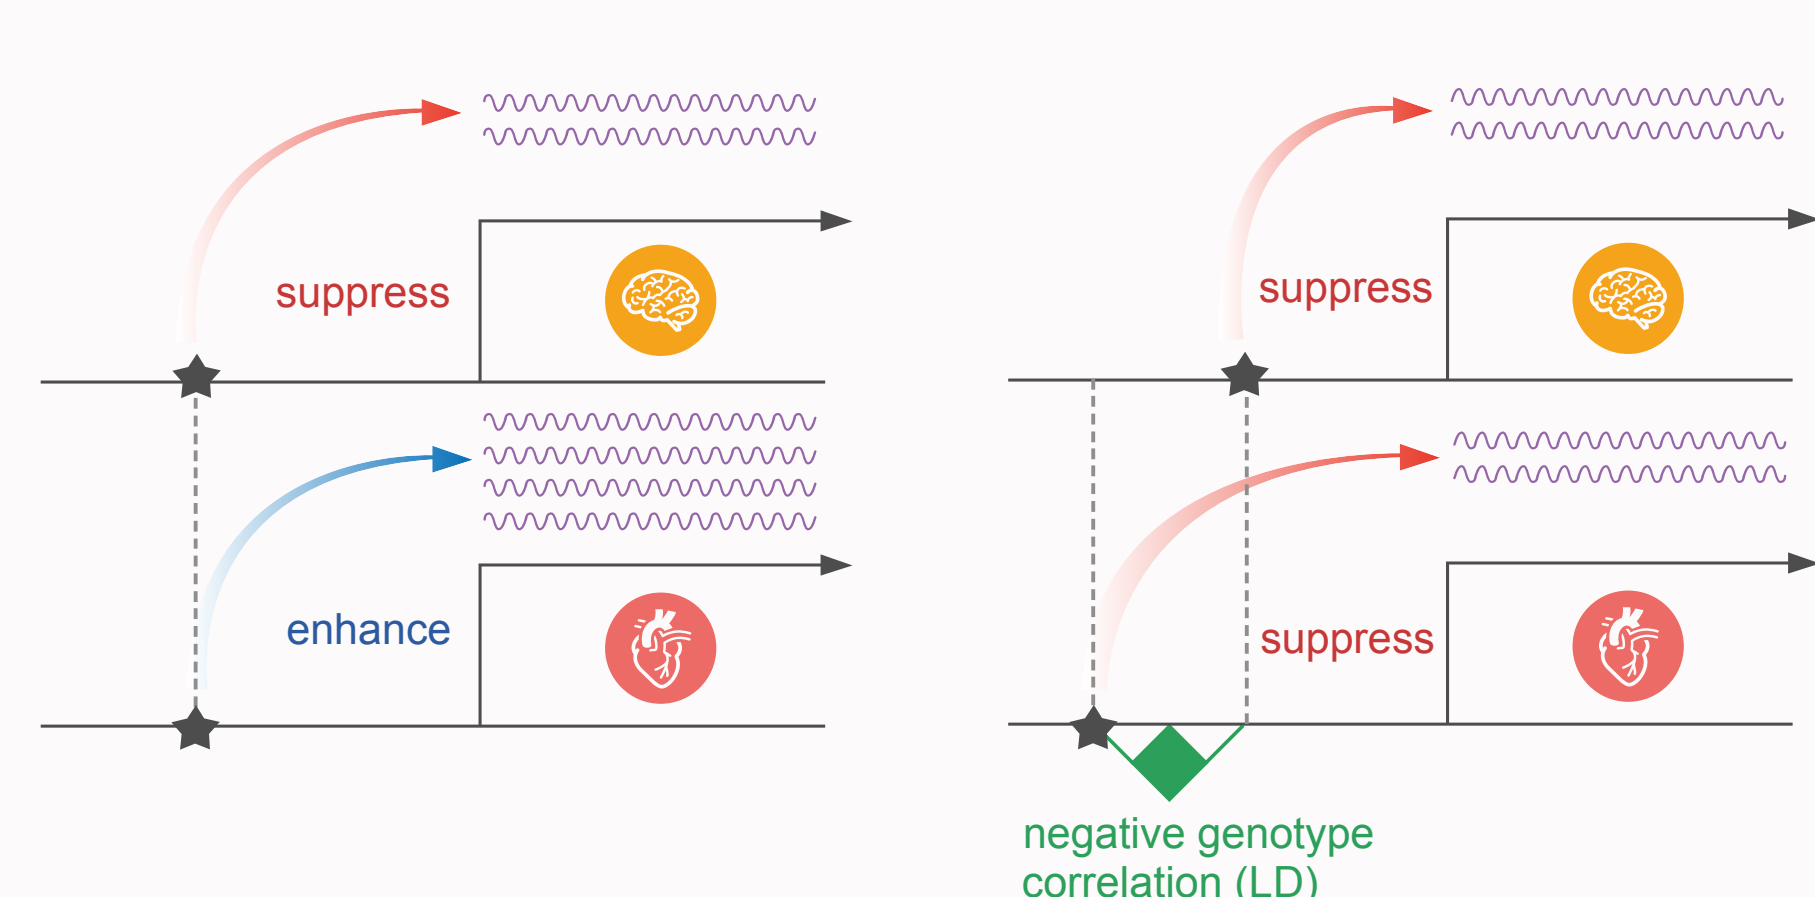 suppress
enhance
suppress
suppress
negative genotype
correlation (LD)